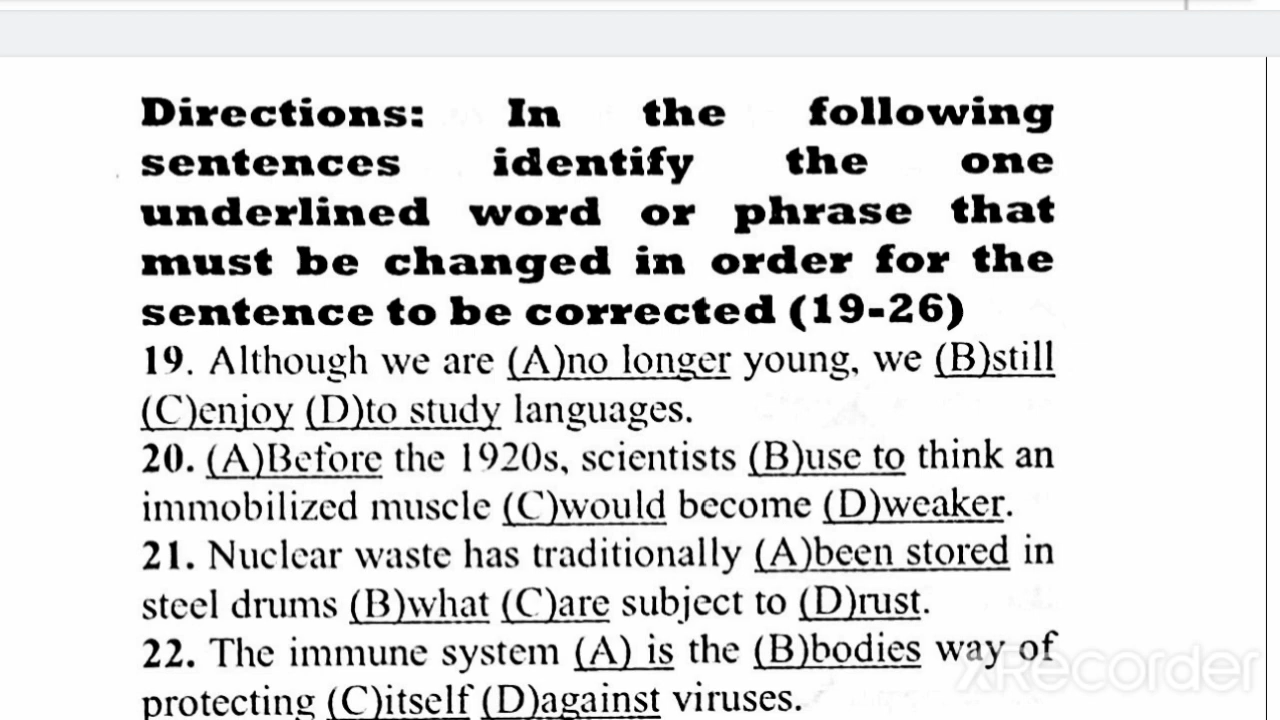 Directions: In the following
sentences identify the one
underlined word or phrase that
must be changed in order for the
sentence to be corrected (19-26)
19. Although we are (A)no longer young, we (B)still
(C)enjoy (D)to study languages.
20. (A)Before the 1920s, scientists (B)use to think an
immobilized muscle (C)would become (D)weaker.
21. Nuclear waste has traditionally (A)been stored in
steel drums (B)what (C)are subject to (D)rust.
22. The immune system (A) is the (B)bodies way of
protecting (C)itself (D)against viruses.
XRecorder